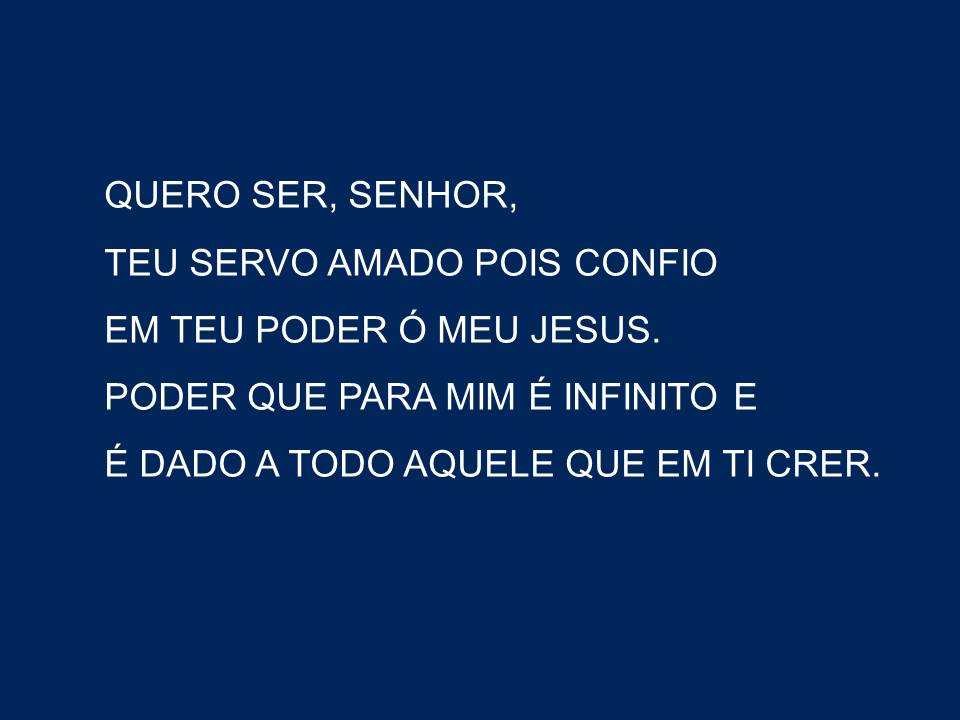 QUERO SER, SENHOR,
TEU SERVO AMADO POIS CONFIO
EM TEU PODER Ó MEU JESUS.
PODER QUE PARA MIM É INFINITO E
É DADO A TODO AQUELE QUE EM TI CRER.